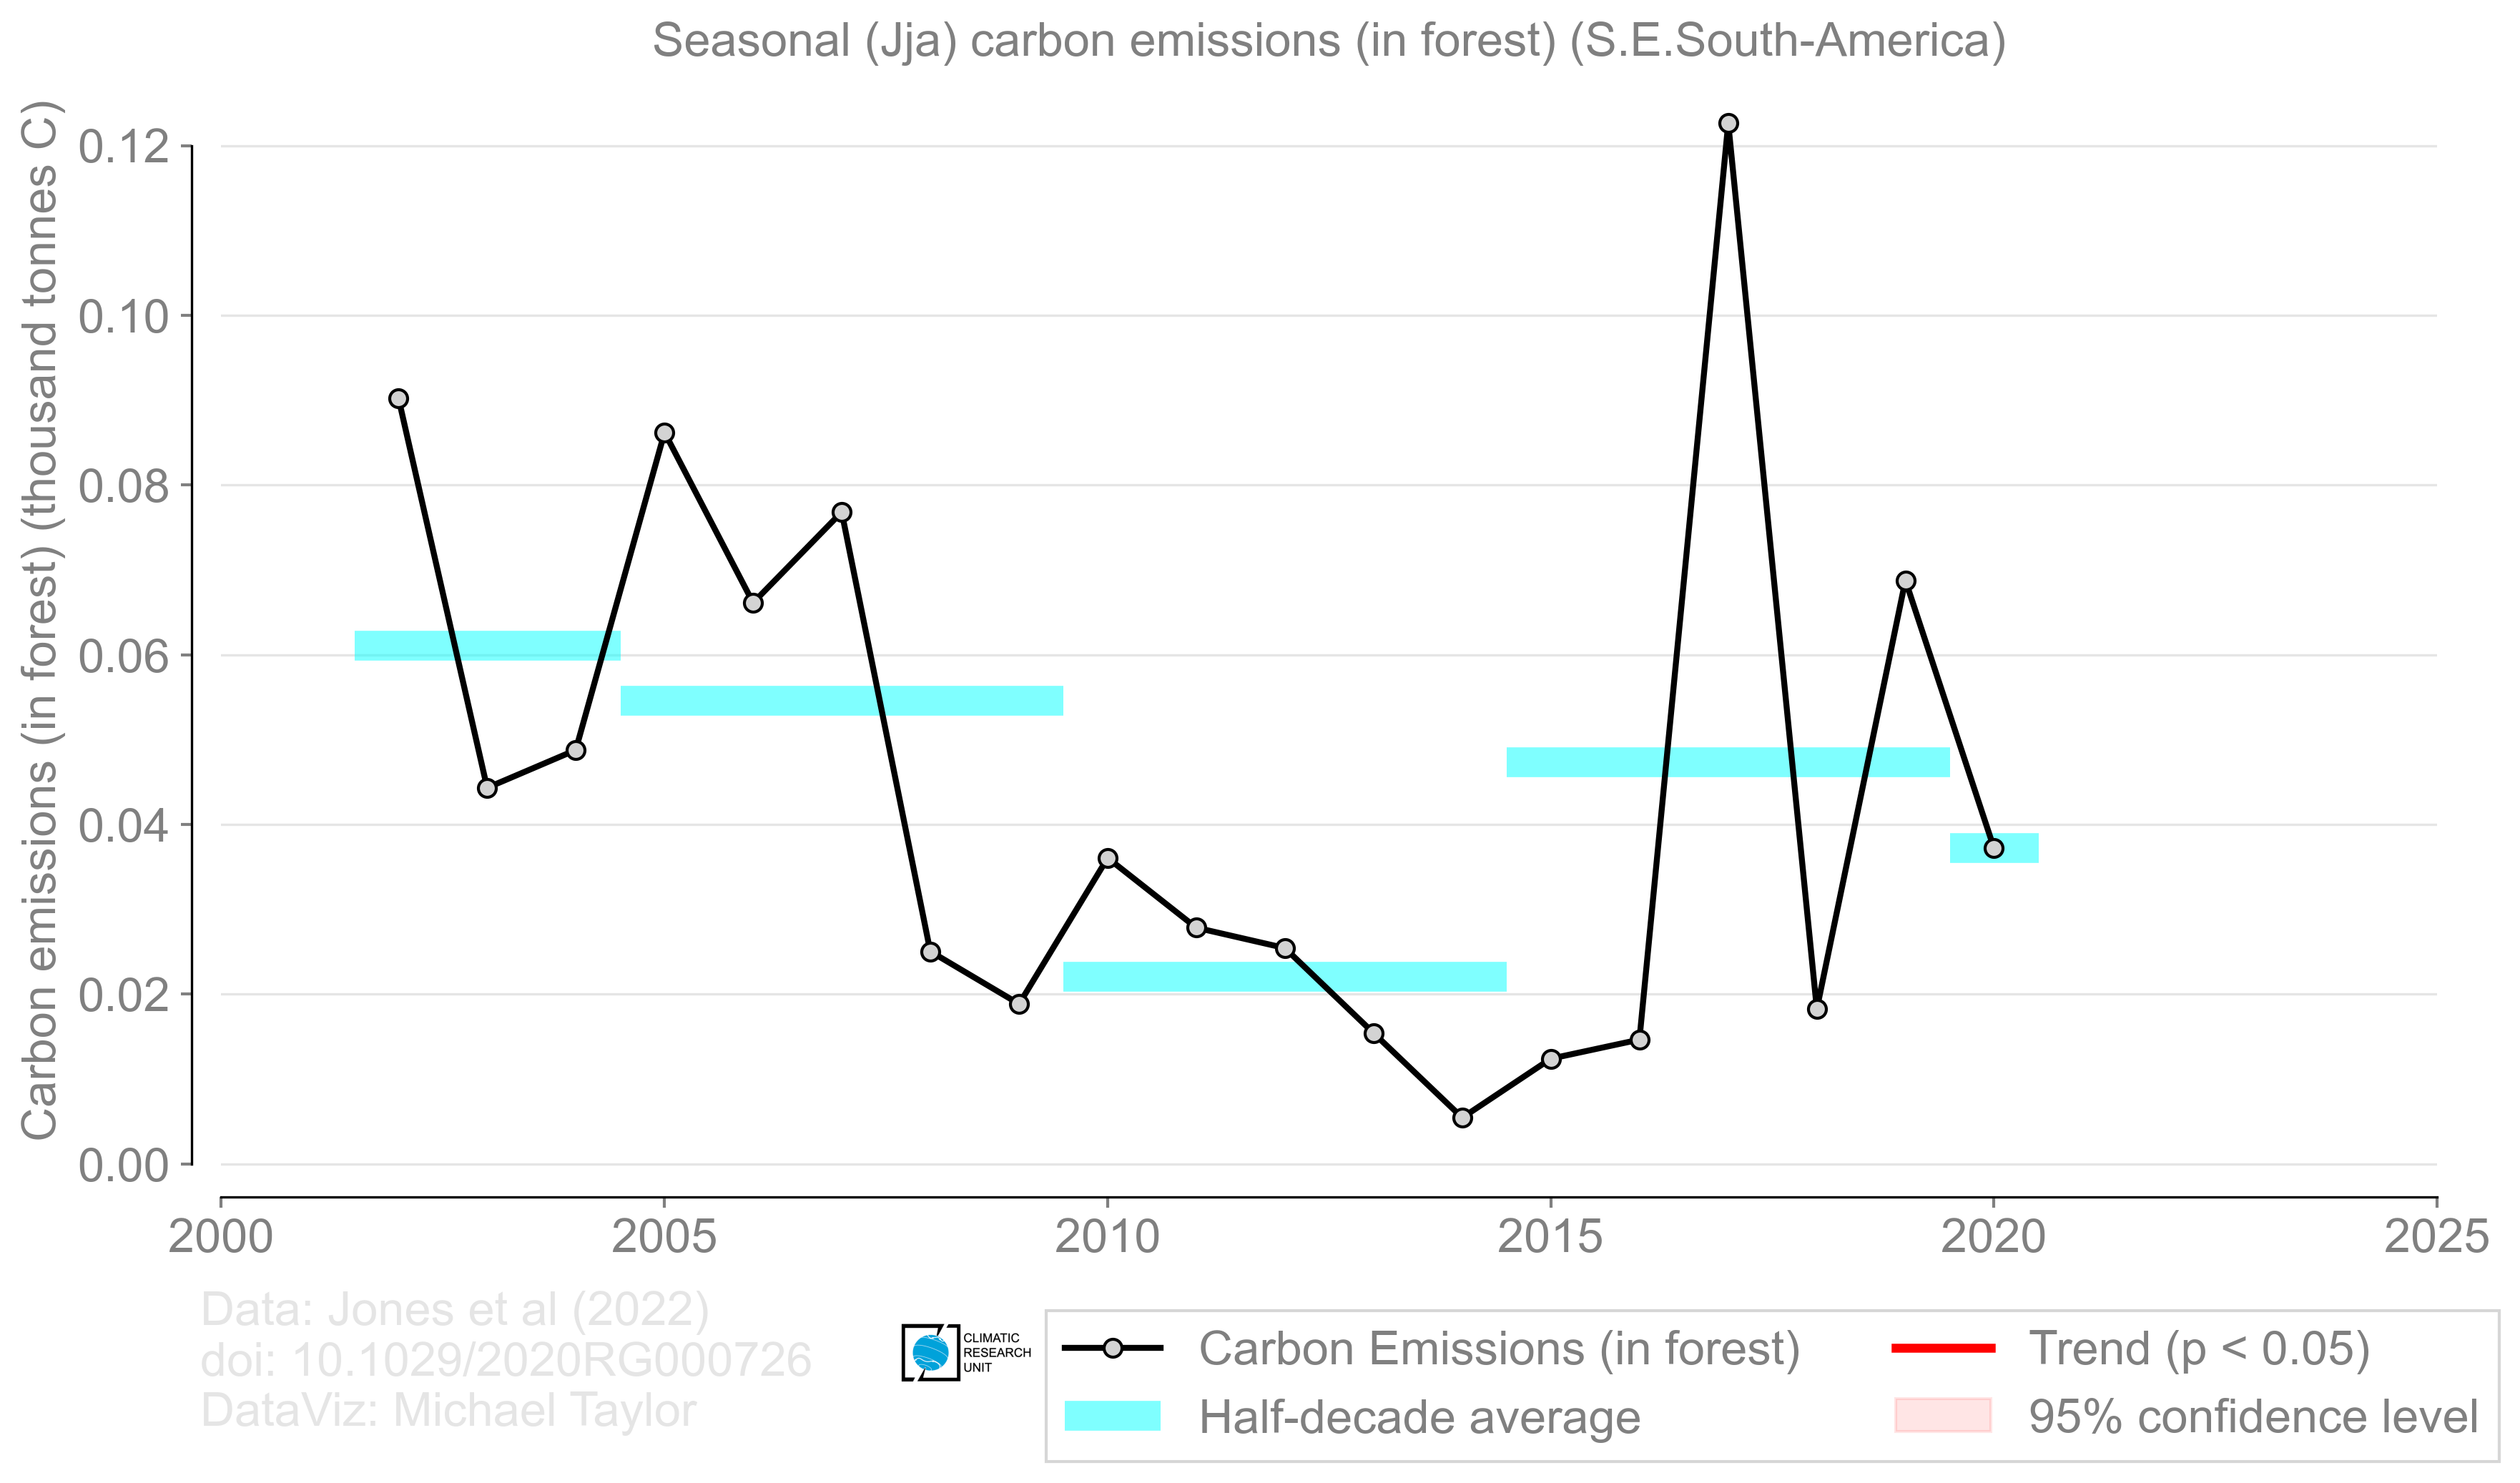 Seasonal (Jja) carbon emissions (in forest) (S.E.South-America)
Carbon emissions (in forest) (thousand tonnes C)
0.12
0.10
0.08
0.06
0.04
0.02
0.00
2000 2005 2010 2015 2020 2025
Data: Jones et al (2022)
doi: 10.1029/2020RG000726
DataViz: Michael Taylor
CLIMATIC
RESEARCH
UNIT
Carbon Emissions (in forest)
Half-decade average
Trend (p < 0.05)
95% confidence level